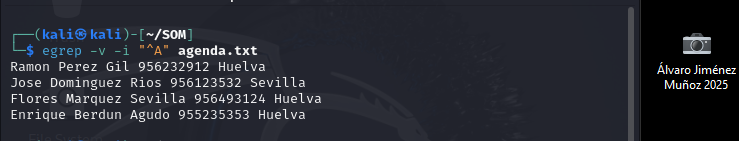 ┌──(kali㉿kali)-[~/SOM]
└─$ egrep -v -i "^A" agenda.txt
Ramon Perez Gil 956232912 Huelva
Jose Dominguez Rios 956123532 Sevilla
Flores Marquez Sevilla 956493124 Huelva
Enrique Berdun Agudo 955235353 Huelva
Álvaro Jiménez
Muñoz 2025